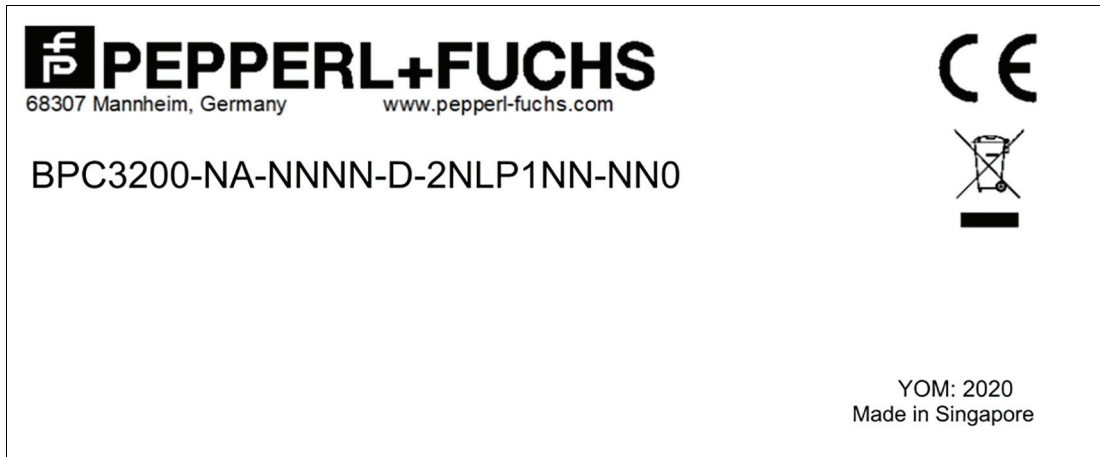 PEPPERL+FUCHS
68307 Mannheim, Germany www.pepperl-fuchs.com
CE
BPC3200-NA-NNNN-D-2NLP1NN-NN0
YOM: 2020
Made in Singapore